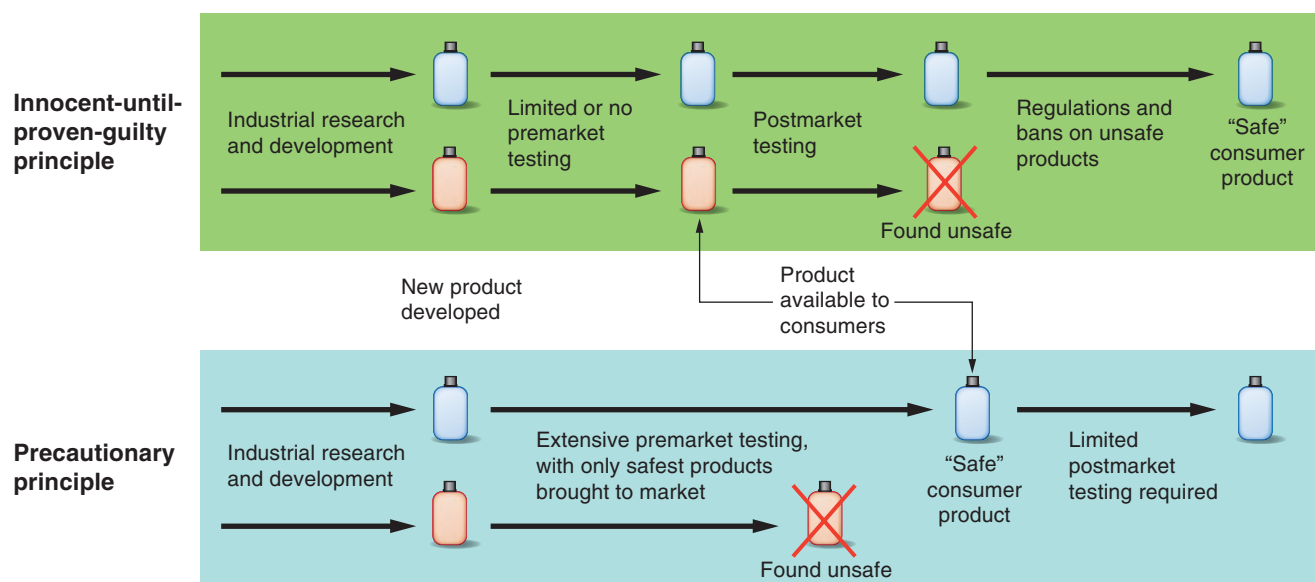 Innocent-until-
proven-guilty
principle
Industrial research
and development
Limited or no
premarket
testing
Postmarket
testing
Regulations and
bans on unsafe
products
“Safe”
consumer
product
Found unsafe
New product
developed
Product
available to
consumers
Precautionary
principle
Industrial research
and development
Extensive premarket testing,
with only safest products
brought to market
“Safe”
consumer
product
Limited
postmarket
testing required
Found unsafe